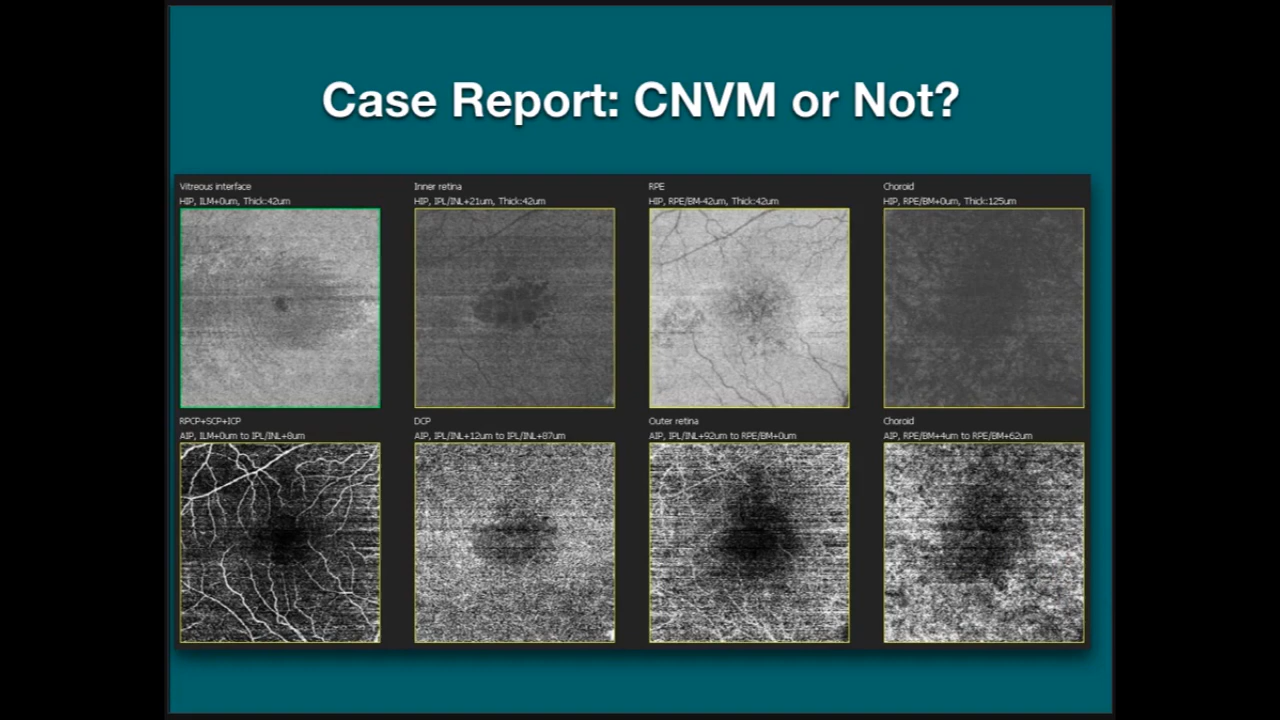 Case Report: CNVM or Not?
Vitreous interface
HIP, ILM+0um, Thick:42um
Inner retina
HIP, IPL/INL+21um, Thick:42um
RPE
HIP, RPE/BM-42um, Thick:42um
Choroid
HIP, RPE/BM+0um, Thick:125um
RPCP+SCP+ICP
AIP, ILM+0um to IPL/INL+8um
DCP
AIP, IPL/INL+12um to IPL/INL+87um
Outer retina
AIP, IPL/INL+92um to RPE/BM+0um
Choroid
AIP, RPE/BM+4um to RPE/BM+62um